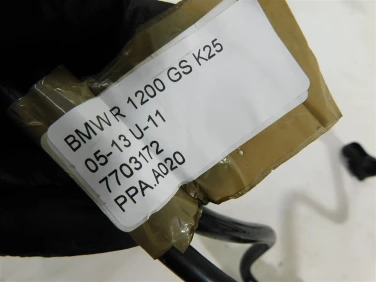 BMW R 1200 GS K25
05-13 U-11
7703172
PPA.A020